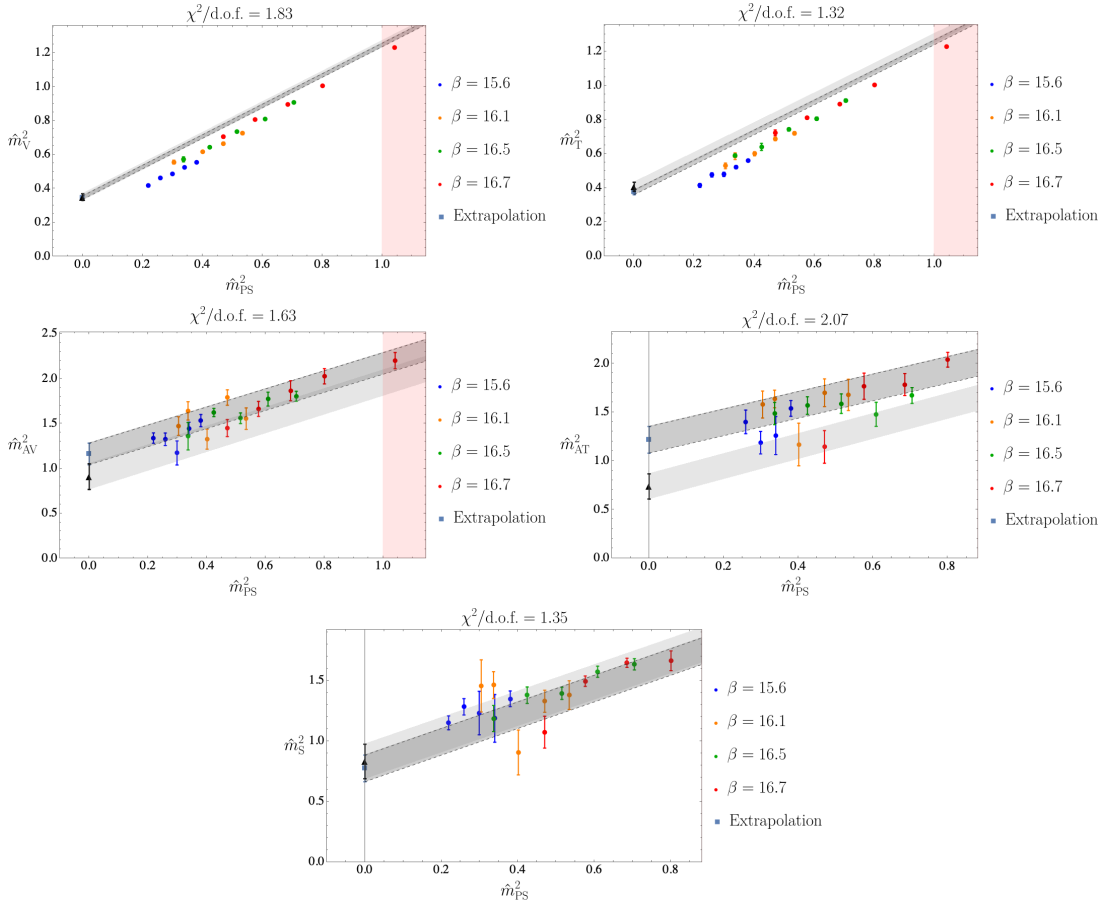 χ²/d.o.f. = 1.83
m̂²_V
1.2
1.0
0.8
0.6
0.4
0.2
0.0
0.0 0.2 0.4 0.6 0.8 1.0
m̂²_PS
β = 15.6
β = 16.1
β = 16.5
β = 16.7
Extrapolation
χ²/d.o.f. = 1.32
m̂²_T
1.2
1.0
0.8
0.6
0.4
0.2
0.0
0.0 0.2 0.4 0.6 0.8 1.0
m̂²_PS
β = 15.6
β = 16.1
β = 16.5
β = 16.7
Extrapolation
χ²/d.o.f. = 1.63
m̂²_AV
2.5
2.0
1.5
1.0
0.5
0.0
0.0 0.2 0.4 0.6 0.8 1.0
m̂²_PS
β = 15.6
β = 16.1
β = 16.5
β = 16.7
Extrapolation
χ²/d.o.f. = 2.07
m̂²_AT
2.0
1.5
1.0
0.5
0.0
0.0 0.2 0.4 0.6 0.8
m̂²_PS
β = 15.6
β = 16.1
β = 16.5
β = 16.7
Extrapolation
χ²/d.o.f. = 1.35
m̂²_S
1.5
1.0
0.5
0.0
0.0 0.2 0.4 0.6 0.8
m̂²_PS
β = 15.6
β = 16.1
β = 16.5
β = 16.7
Extrapolation